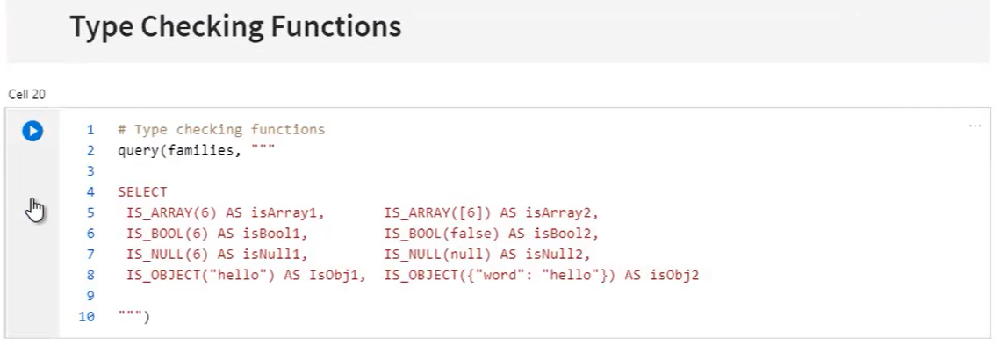 Type Checking Functions
Cell 20
...
1 # Type checking functions
2 query(families, """
3
4 SELECT
5 IS_ARRAY(6) AS isArray1, IS_ARRAY([6]) AS isArray2,
6 IS_BOOL(6) AS isBool1, IS_BOOL(false) AS isBool2,
7 IS_NULL(6) AS isNull1, IS_NULL(null) AS isNull2,
8 IS_OBJECT("hello") AS IsObj1, IS_OBJECT({"word": "hello"}) AS isObj2
9
10 """)